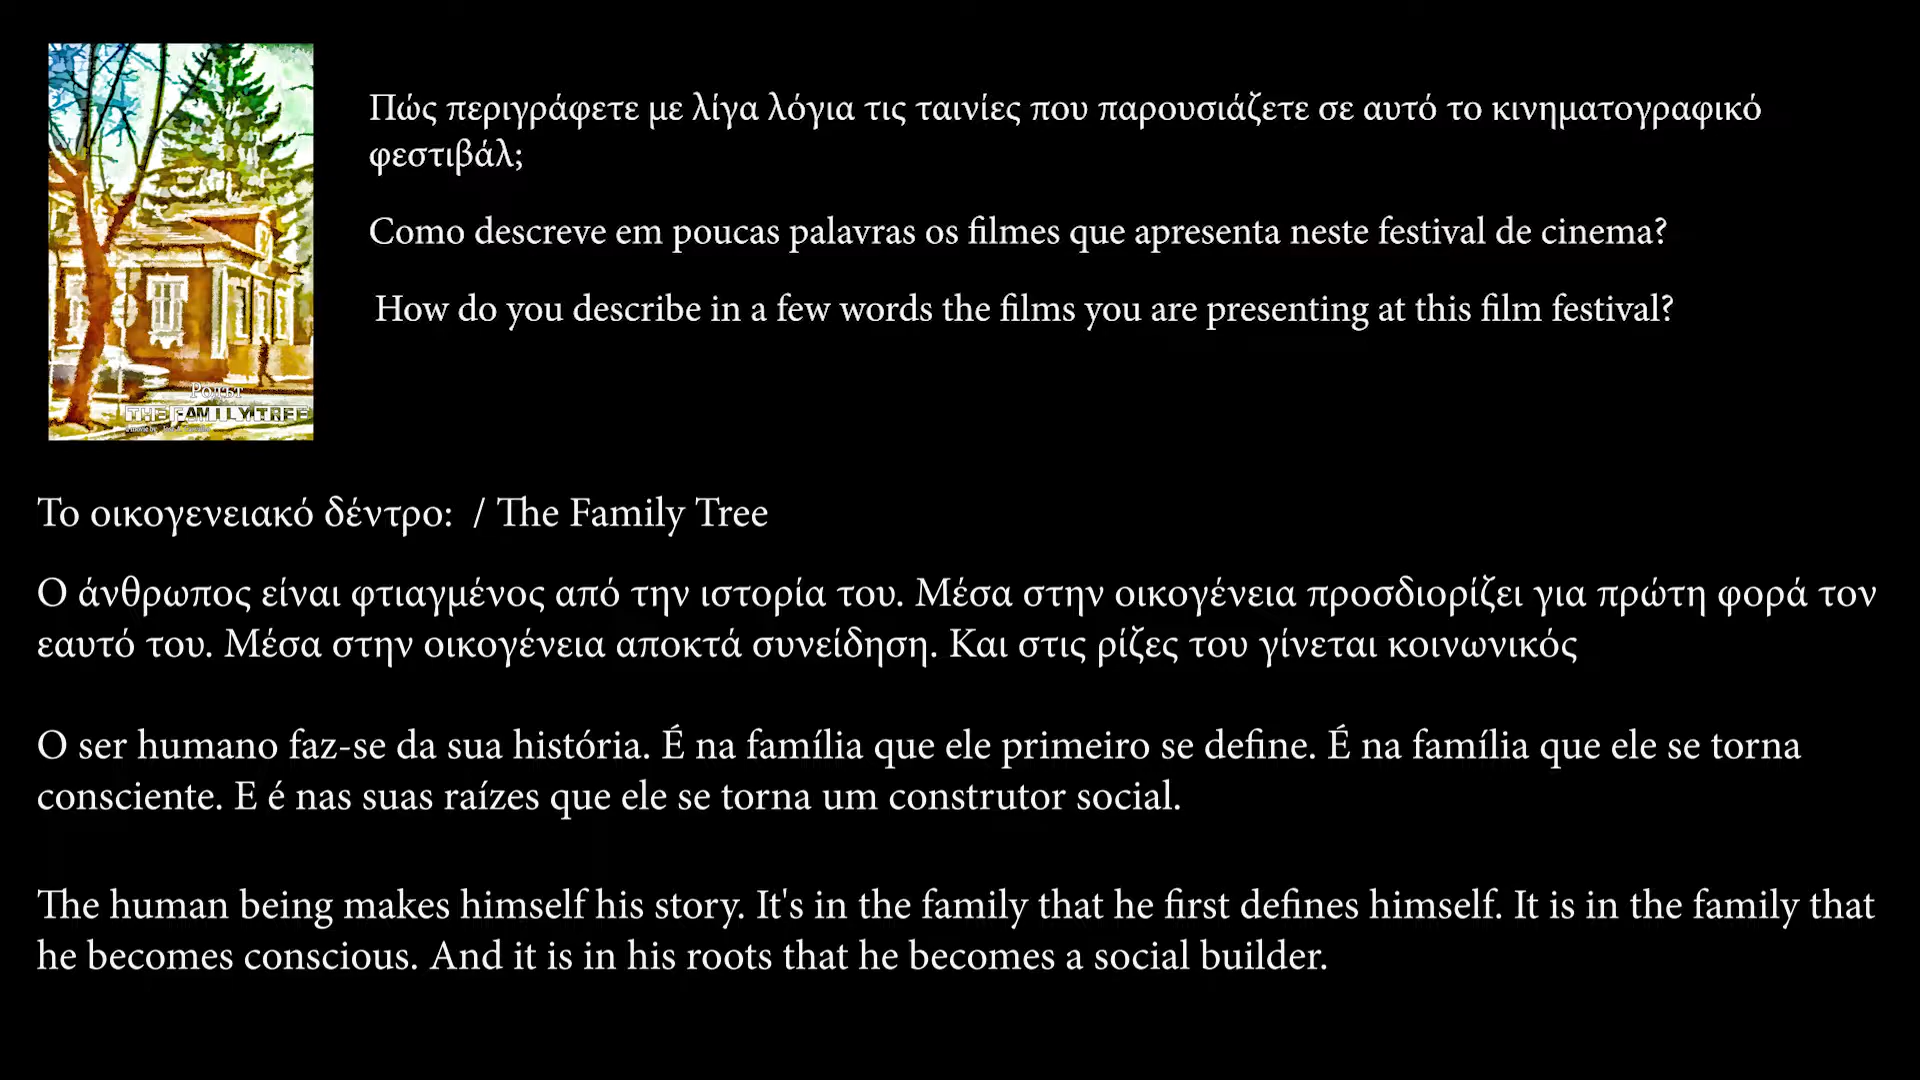 Πώς περιγράφετε με λίγα λόγια τις ταινίες που παρουσιάζετε σε αυτό το κινηματογραφικό
φεστιβάλ;
Como descreve em poucas palavras os filmes que apresenta neste festival de cinema?
How do you describe in a few words the films you are presenting at this film festival?
Родът
THE FAMILY TREE
Το οικογενειακό δέντρο:  / The Family Tree
Ο άνθρωπος είναι φτιαγμένος από την ιστορία του. Μέσα στην οικογένεια προσδιορίζει για πρώτη φορά τον
εαυτό του. Μέσα στην οικογένεια αποκτά συνείδηση. Και στις ρίζες του γίνεται κοινωνικός
O ser humano faz-se da sua história. É na família que ele primeiro se define. É na família que ele se torna
consciente. E é nas suas raízes que ele se torna um construtor social.
The human being makes himself his story. It's in the family that he first defines himself. It is in the family that
he becomes conscious. And it is in his roots that he becomes a social builder.